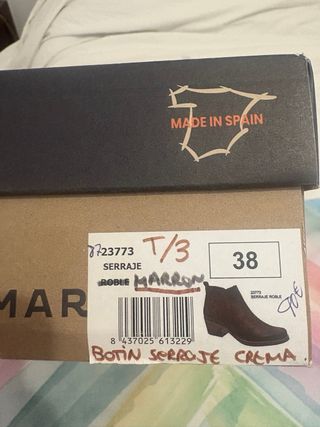 MADE IN SPAIN
MAR
23773 T/3
SERRAJE
ROBLE MARRON
38
23773
SERRAJE ROBLE
90€
8 437025 613229
BOTIN SERRAJE CREMA